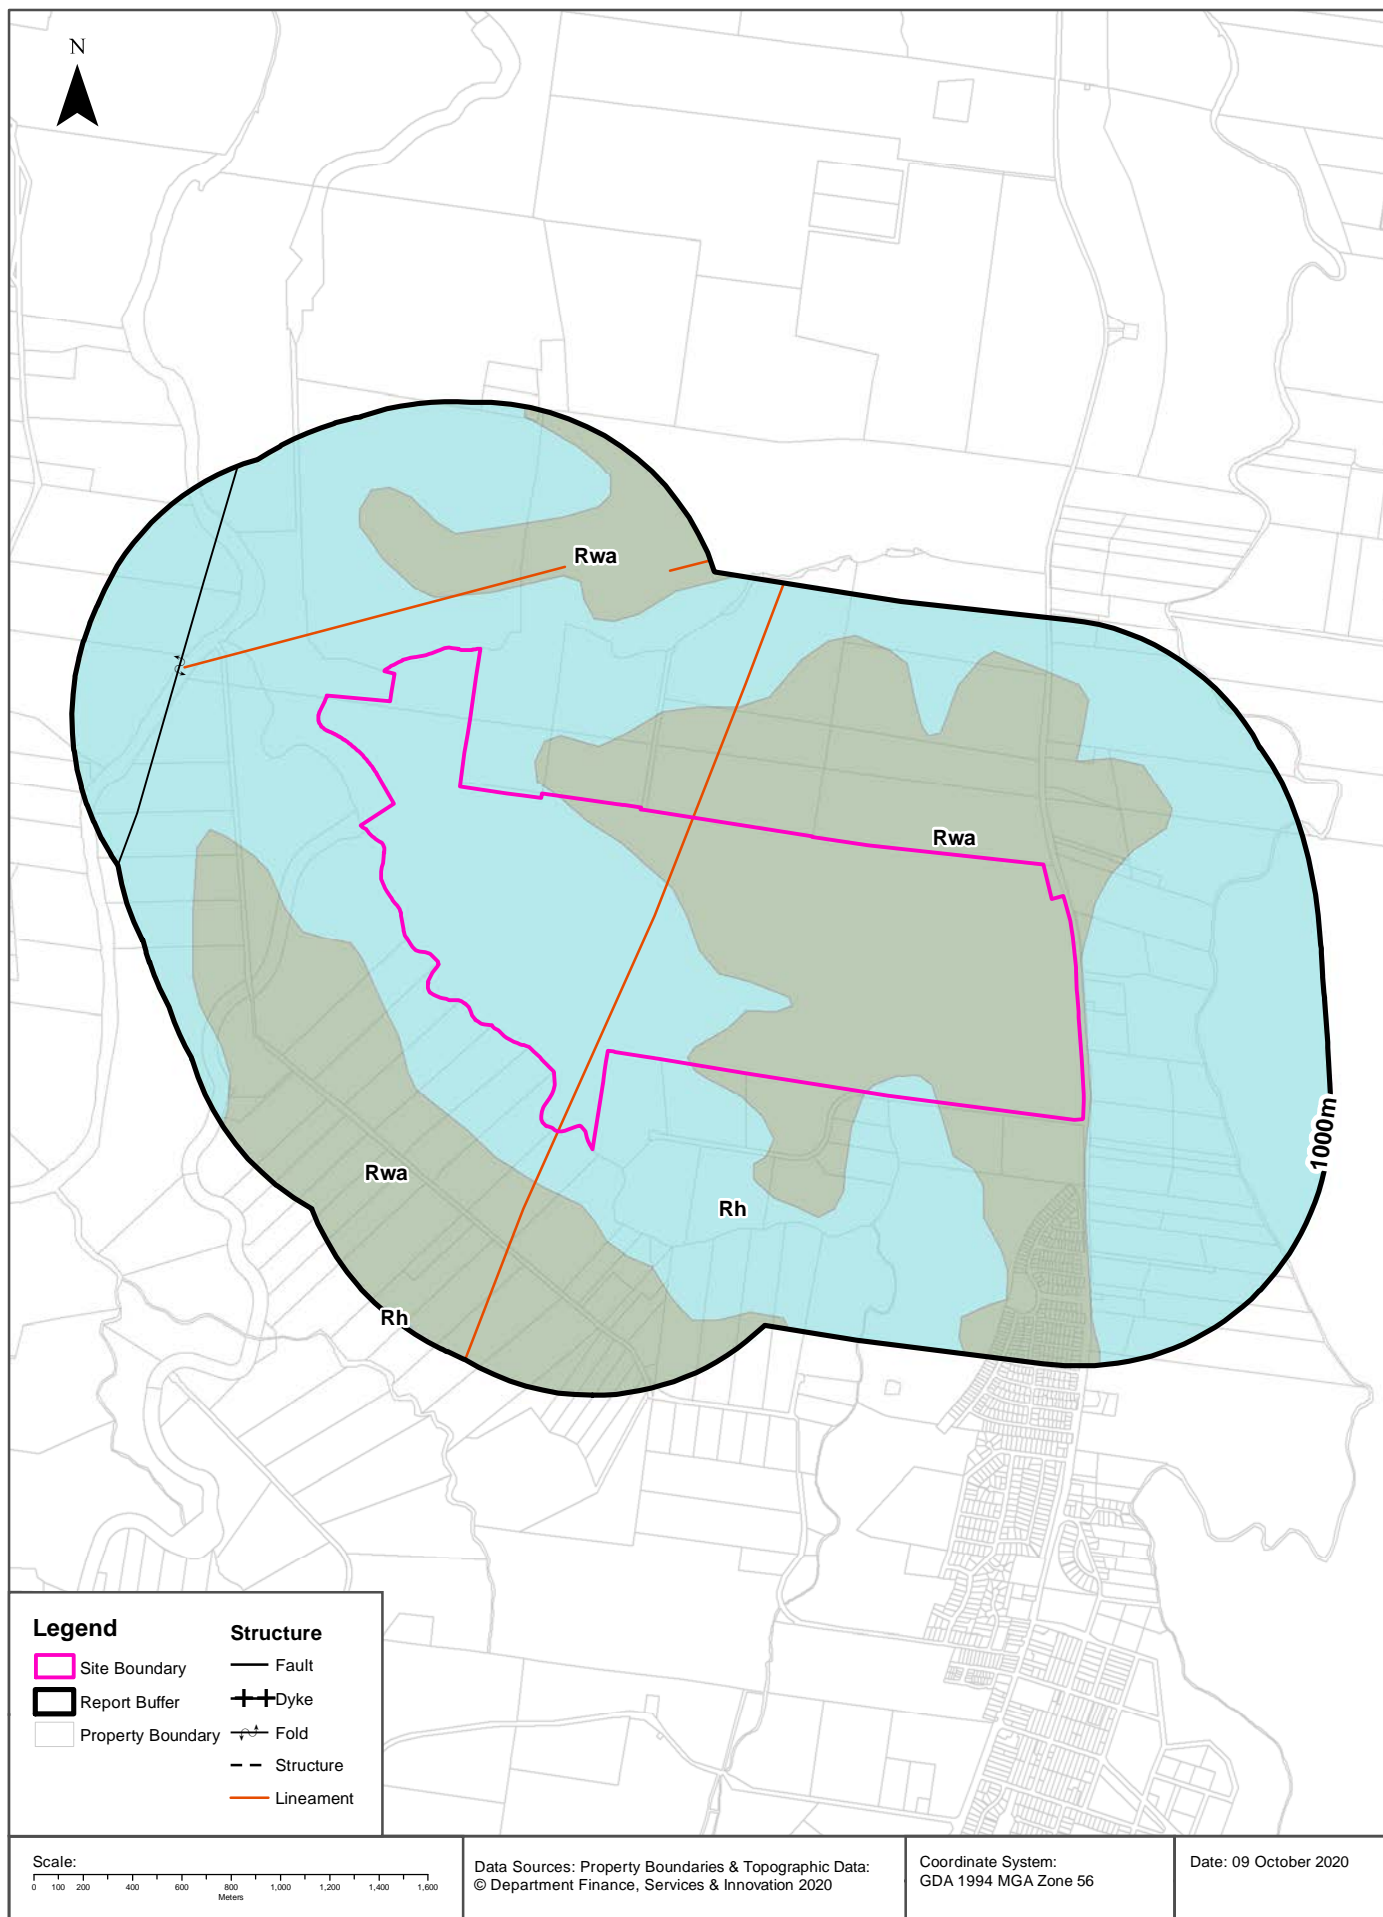 N
Rwa
Rwa
1000m
Rwa
Rh
Rh
Legend
Site Boundary
Report Buffer
Property Boundary
Structure
Fault
Dyke
Fold
Structure
Lineament
Scale:
0 100 200 400 600 800 1,000 1,200 1,400 1,600
Meters
Data Sources: Property Boundaries & Topographic Data:
© Department Finance, Services & Innovation 2020
Coordinate System:
GDA 1994 MGA Zone 56
Date: 09 October 2020